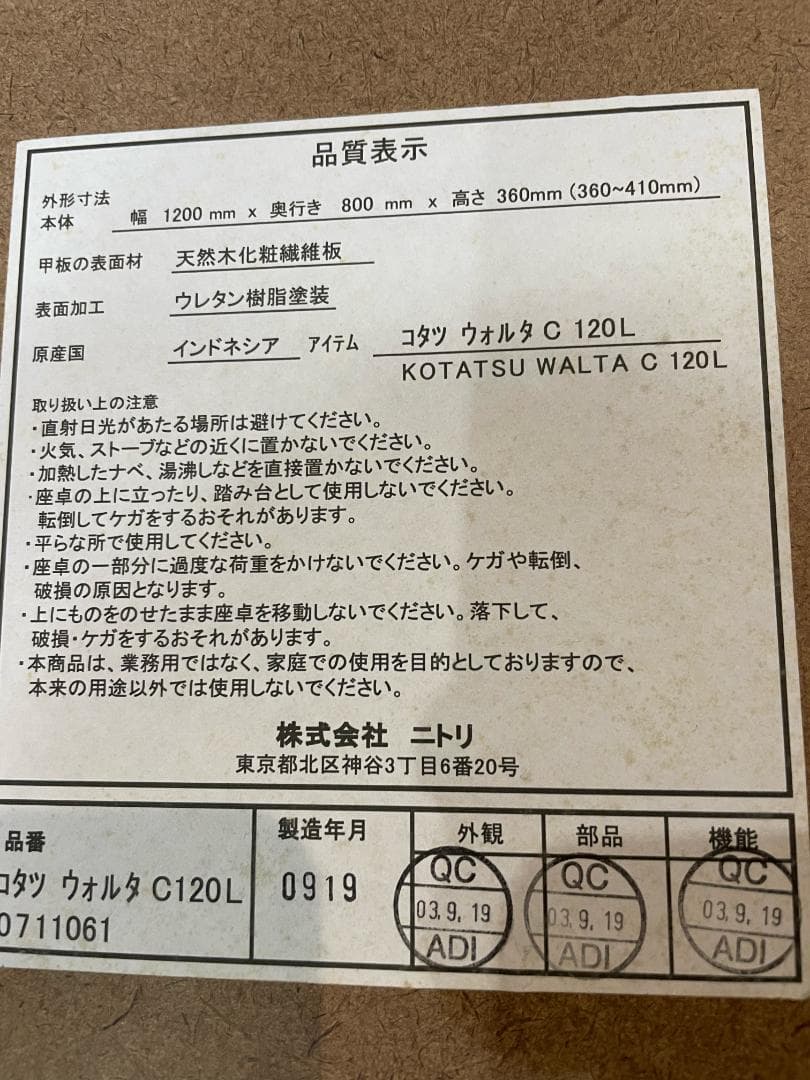 品質表示
外形寸法
本体 幅 1200 mm x 奥行き 800 mm x 高さ 360mm (360~410mm)
甲板の表面材 天然木化粧繊維板
表面加工 ウレタン樹脂塗装
原産国 インドネシア アイテム コタツ ウォルタ C 120L
KOTATSU WALTA C 120L
取り扱い上の注意
・直射日光があたる場所は避けてください。
・火気、ストーブなどの近くに置かないでください。
・加熱したナベ、湯沸しなどを直接置かないでください。
・座卓の上に立ったり、踏み台として使用しないでください。
転倒してケガをするおそれがあります。
・平らな所で使用してください。
・座卓の一部分に過度な荷重をかけないでください。ケガや転倒、
破損の原因となります。
・上にものをのせたまま座卓を移動しないでください。落下して、
破損・ケガをするおそれがあります。
・本商品は、業務用ではなく、家庭での使用を目的としておりますので、
本来の用途以外では使用しないでください。
株式会社 ニトリ
東京都北区神谷3丁目6番20号
品番 製造年月 外観 部品 機能
コタツ ウォルタ C120L
0711061
0919
QC
03.9.19
ADI
QC
03.9.19
ADI
QC
03.9.19
ADI